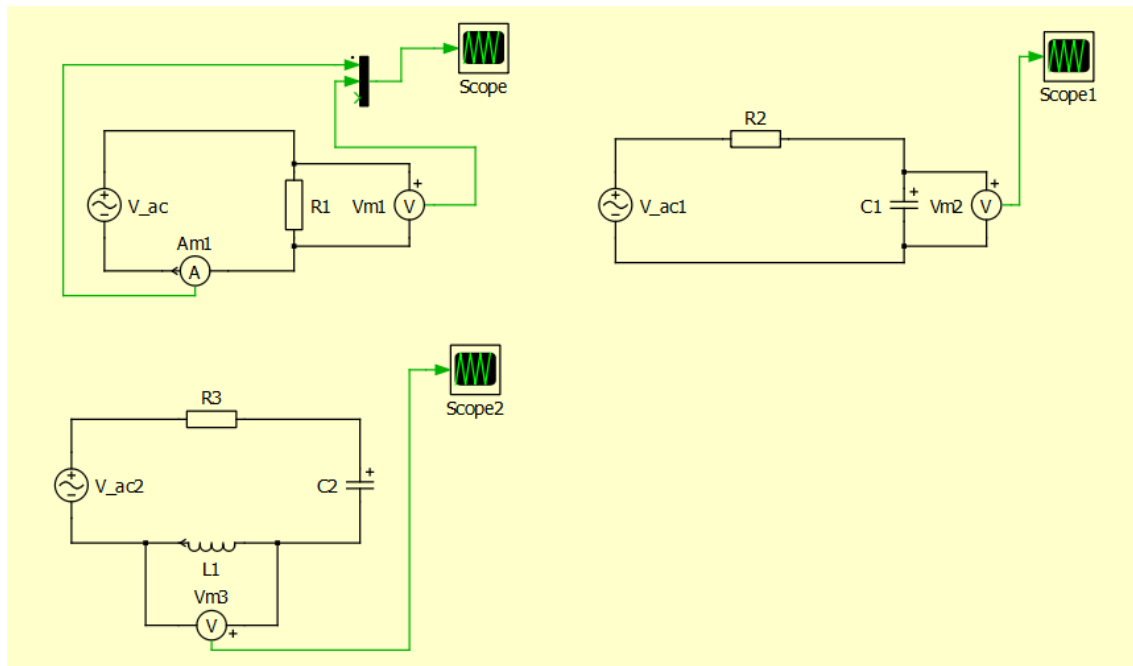 Scope
Scope1
R2
V_ac
R1
Vm1
V
V_ac1
C1
Vm2
V
Am1
A
R3
Scope2
V_ac2
C2
L1
Vm3
V